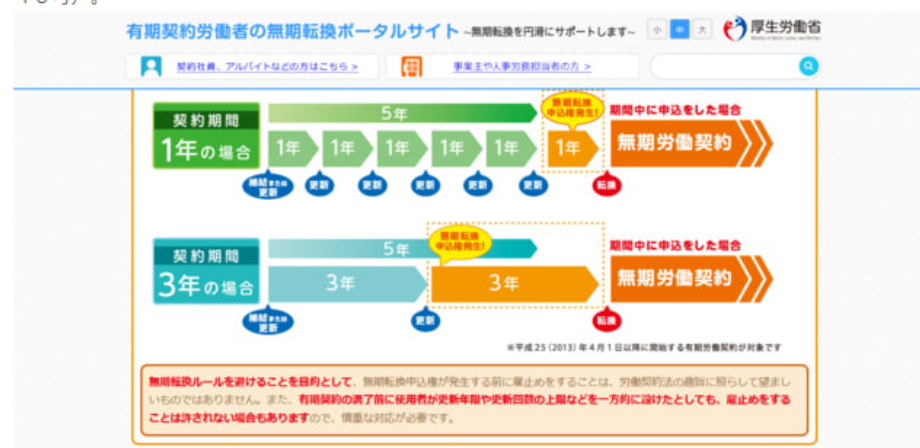 有期契約労働者の無期転換ポータルサイト ~無期転換を円滑にサポートします~ 小 中 大 厚生労働省
契約社員、アルバイトなどの方はこちら > 事業主や人事労務担当者の方 >
契約期間
1年の場合
5年
無期転換
申込権発生!
1年 1年 1年 1年 1年 1年
締結または
更新
更新 更新 更新 更新 更新 転換
期間中に申込をした場合
無期労働契約
契約期間
3年の場合
5年
無期転換
申込権発生!
3年 3年
締結または
更新
更新 転換
期間中に申込をした場合
無期労働契約
※平成25(2013)年4月1日以降に開始する有期労働契約が対象です
無期転換ルールを避けることを目的として、無期転換申込権が発生する前に雇止めをすることは、労働契約法の趣旨に照らして望まし
いものではありません。また、有期契約の満了前に使用者が更新年限や更新回数の上限などを一方的に設けたとしても、雇止めをする
ことは許されない場合もありますので、慎重な対応が必要です。